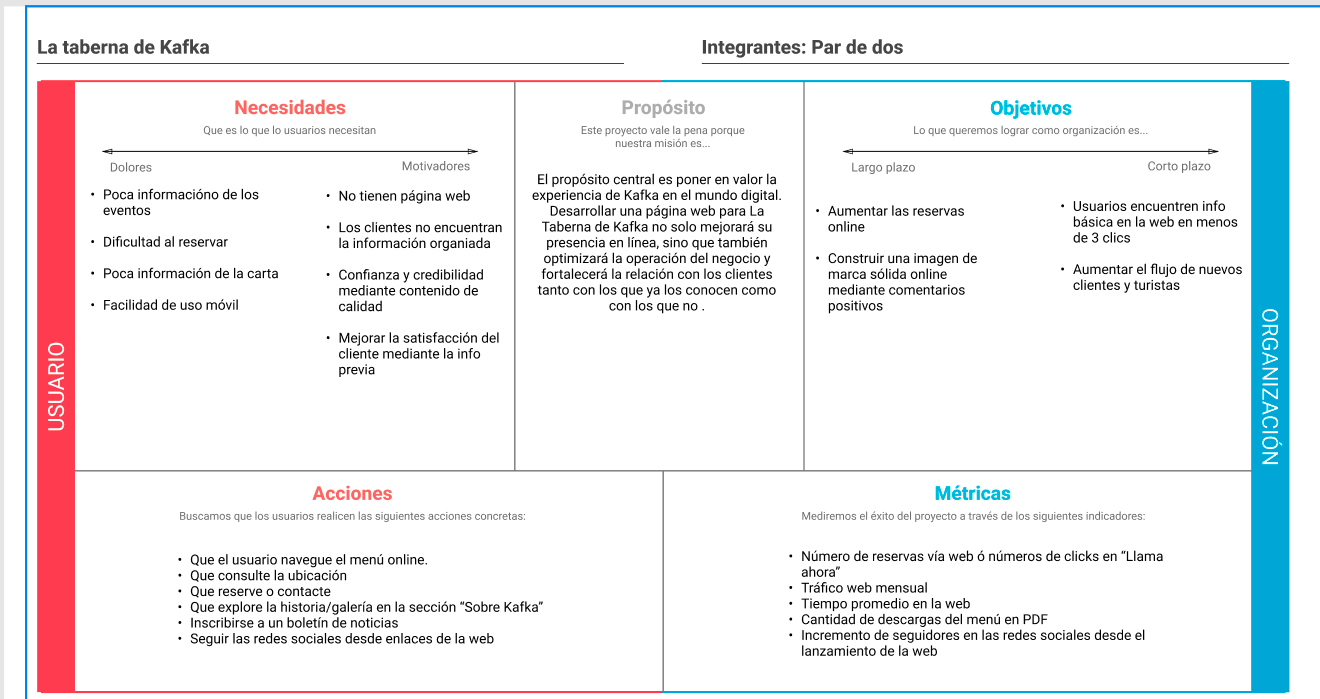 La taberna de Kafka
Integrantes: Par de dos
USUARIO
Necesidades
Que es lo que lo usuarios necesitan
Dolores
Motivadores
• Poca informacióno de los
eventos
• Dificultad al reservar
• Poca información de la carta
• Facilidad de uso móvil
• No tienen página web
• Los clientes no encuentran
la información organiada
• Confianza y credibilidad
mediante contenido de
calidad
• Mejorar la satisfacción del
cliente mediante la info
previa
Propósito
Este proyecto vale la pena porque
nuestra misión es...
El propósito central es poner en valor la
experiencia de Kafka en el mundo digital.
Desarrollar una página web para La
Taberna de Kafka no solo mejorará su
presencia en línea, sino que también
optimizará la operación del negocio y
fortalecerá la relación con los clientes
tanto con los que ya los conocen como
con los que no .
Objetivos
Lo que queremos lograr como organización es...
Largo plazo
Corto plazo
• Aumentar las reservas
online
• Construir una imagen de
marca sólida online
mediante comentarios
positivos
• Usuarios encuentren info
básica en la web en menos
de 3 clics
• Aumentar el flujo de nuevos
clientes y turistas
ORGANIZACIÓN
Acciones
Buscamos que los usuarios realicen las siguientes acciones concretas:
• Que el usuario navegue el menú online.
• Que consulte la ubicación
• Que reserve o contacte
• Que explore la historia/galería en la sección “Sobre Kafka”
• Inscribirse a un boletín de noticias
• Seguir las redes sociales desde enlaces de la web
Métricas
Mediremos el éxito del proyecto a través de los siguientes indicadores:
• Número de reservas vía web ó números de clicks en “Llama
ahora”
• Tráfico web mensual
• Tiempo promedio en la web
• Cantidad de descargas del menú en PDF
• Incremento de seguidores en las redes sociales desde el
lanzamiento de la web